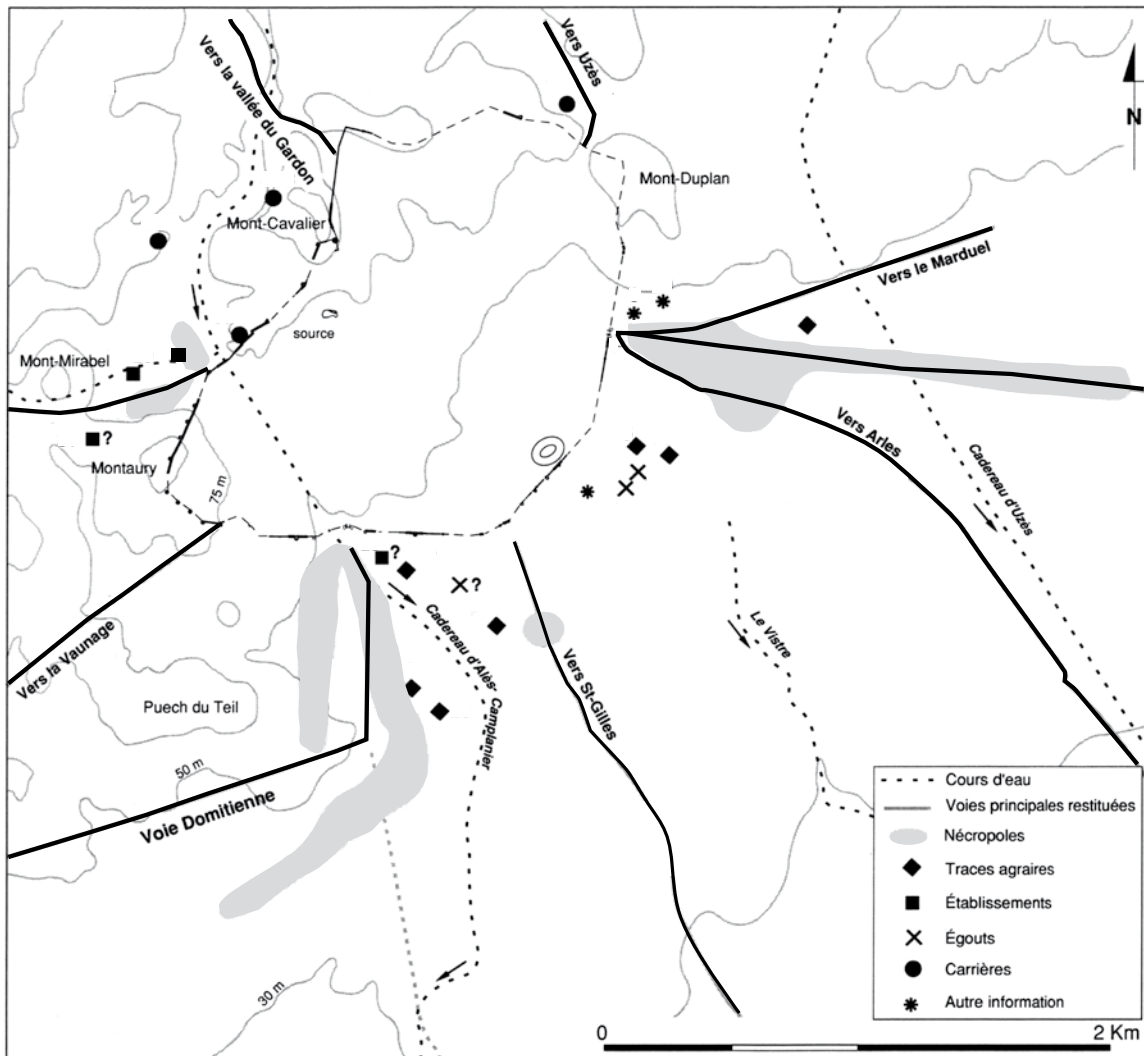 Vers la vallée du Gardon
Vers Uzès
N
Mont-Duplan
Mont-Cavalier
Vers le Marduel
source
Mont-Mirabel
Vers Arles
?
Montaury
75 m
Cadereau d'Uzès
?
?
Cadereau d'Alès-Camplanier
Le Vistre
Vers la Vaunage
Vers St-Gilles
Puech du Teil
50 m
Voie Domitienne
30 m
Cours d'eau
Voies principales restituées
Nécropoles
Traces agraires
Établissements
Égouts
Carrières
Autre information
0
2 Km